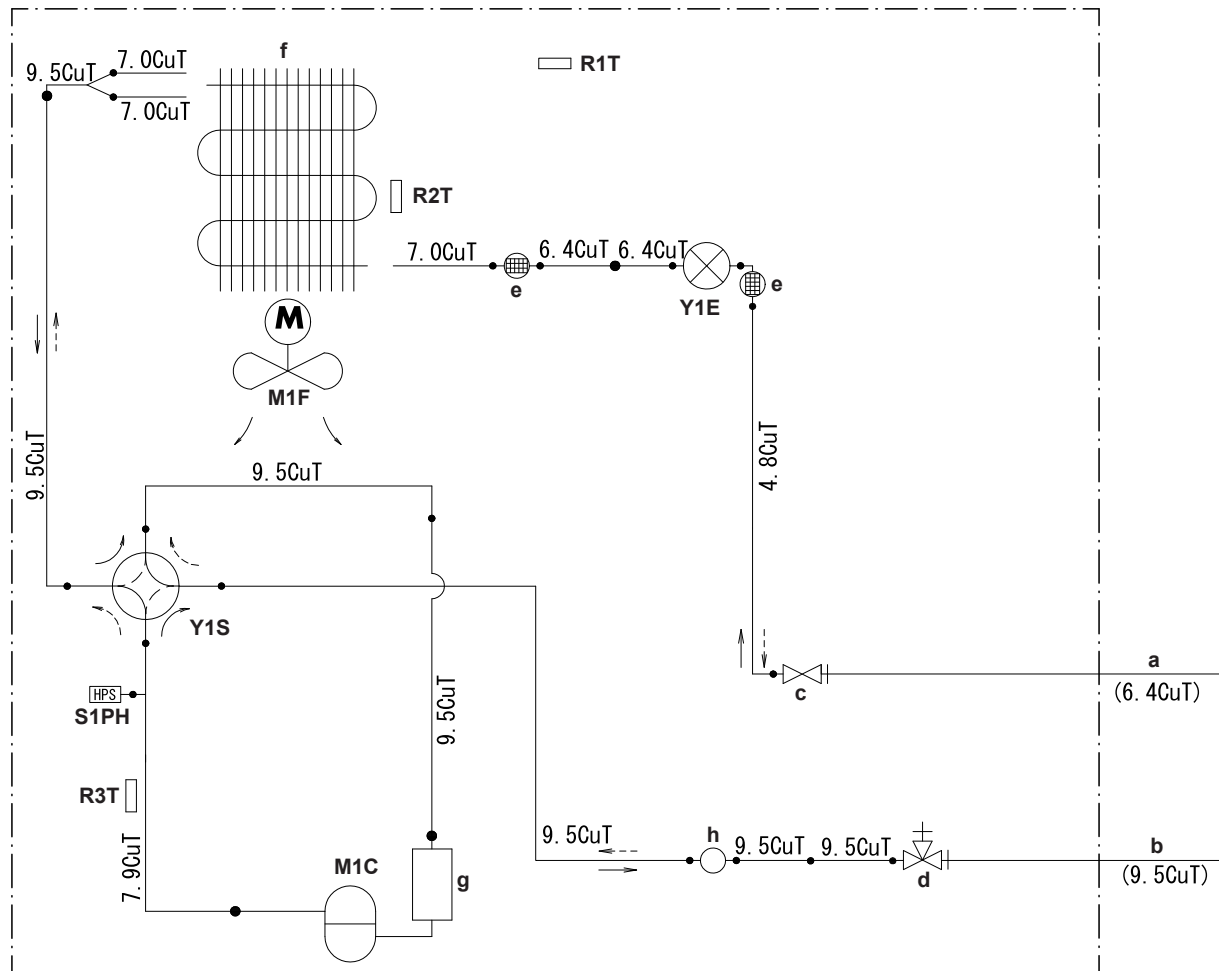 f
R1T
7.0CuT
9.5CuT
7.0CuT
R2T
7.0CuT
6.4CuT
6.4CuT
e
Y1E
e
M
M1F
9.5CuT
9.5CuT
4.8CuT
Y1S
HPS
S1PH
9.5CuT
c
a
(6.4CuT)
R3T
7.9CuT
M1C
g
9.5CuT
h
9.5CuT
9.5CuT
d
b
(9.5CuT)